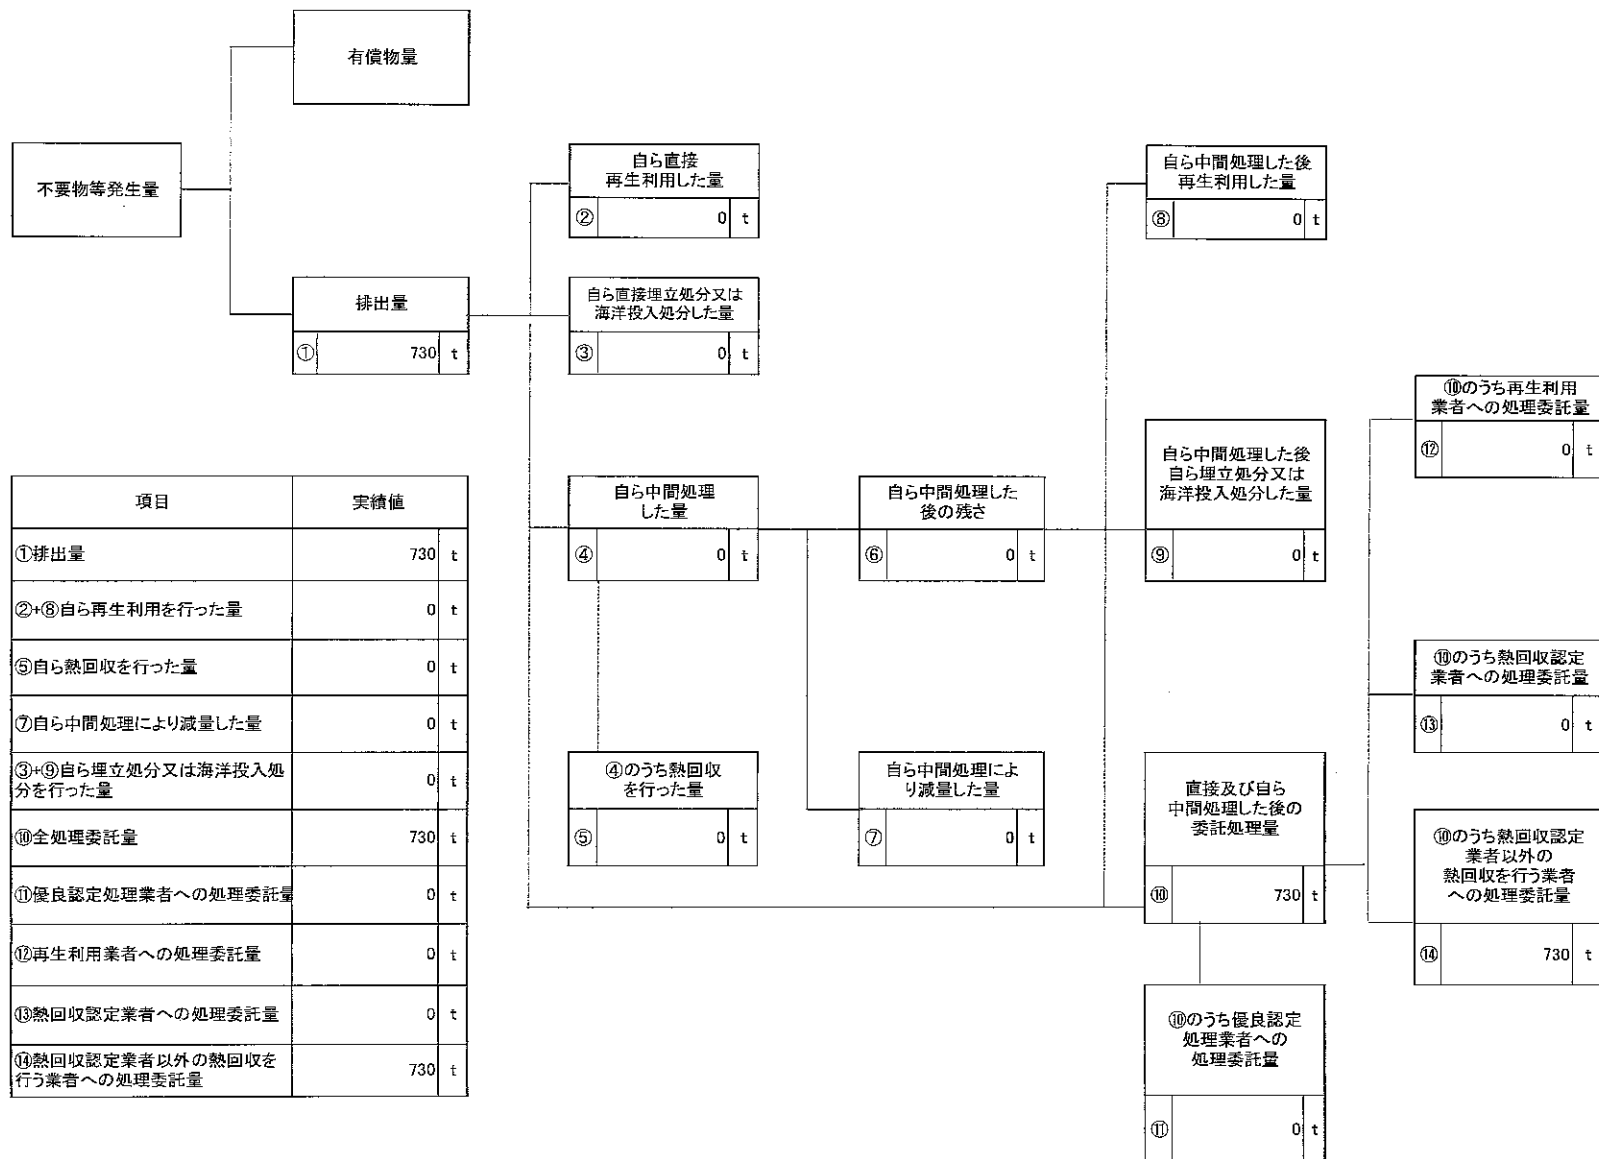 有償物量
不要物等発生量
排出量
① 730 t
自ら直接
再生利用した量
② 0 t
自ら直接埋立処分又は
海洋投入処分した量
③ 0 t
自ら中間処理
した量
④ 0 t
④のうち熱回収
を行った量
⑤ 0 t
自ら中間処理した
後の残さ
⑥ 0 t
自ら中間処理によ
り減量した量
⑦ 0 t
自ら中間処理した後
再生利用した量
⑧ 0 t
自ら中間処理した後
自ら埋立処分又は
海洋投入処分した量
⑨ 0 t
直接及び自ら
中間処理した後の
委託処理量
⑩ 730 t
⑩のうち優良認定
処理業者への
処理委託量
⑪ 0 t
⑩のうち再生利用
業者への処理委託量
⑫ 0 t
⑩のうち熱回収認定
業者への処理委託量
⑬ 0 t
⑩のうち熱回収認定
業者以外の
熱回収を行う業者
への処理委託量
⑭ 730 t
項目 実績値
①排出量 730 t
②+⑧自ら再生利用を行った量 0 t
⑤自ら熱回収を行った量 0 t
⑦自ら中間処理により減量した量 0 t
③+⑨自ら埋立処分又は海洋投入処
分を行った量 0 t
⑩全処理委託量 730 t
⑪優良認定処理業者への処理委託量 0 t
⑫再生利用業者への処理委託量 0 t
⑬熱回収認定業者への処理委託量 0 t
⑭熱回収認定業者以外の熱回収を
行う業者への処理委託量 730 t